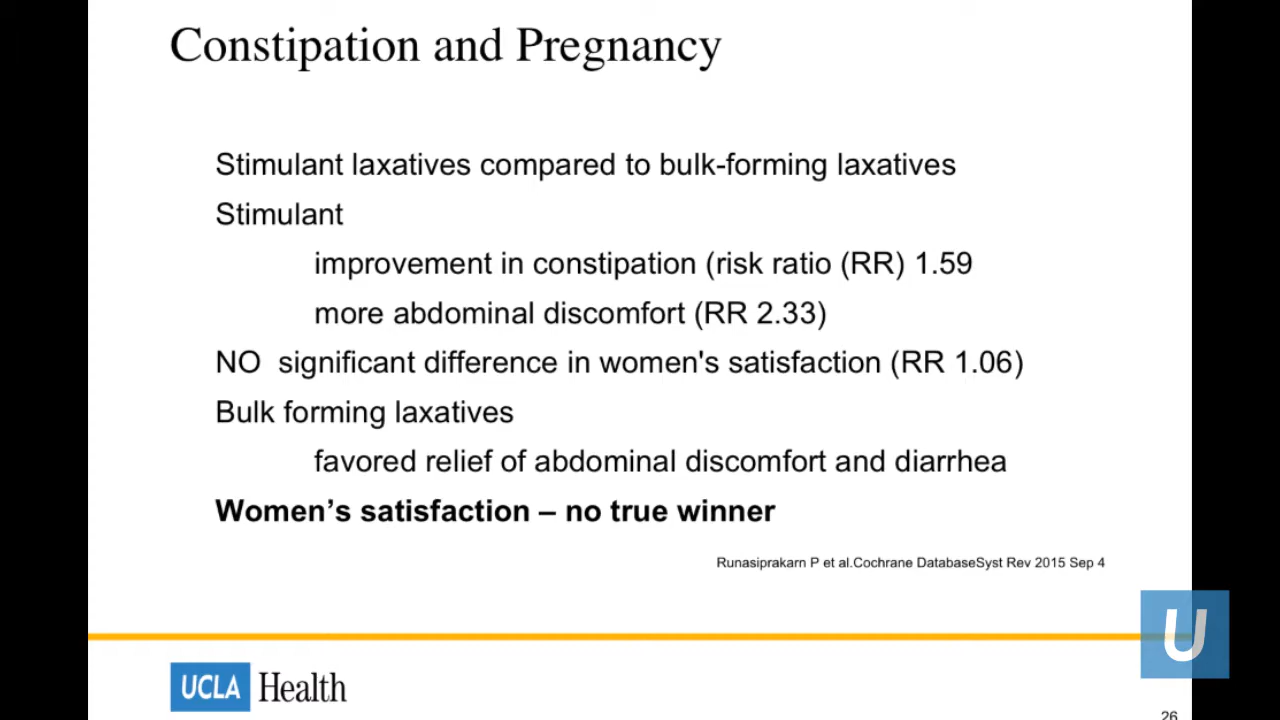 Constipation and Pregnancy
Stimulant laxatives compared to bulk-forming laxatives
Stimulant
improvement in constipation (risk ratio (RR) 1.59
more abdominal discomfort (RR 2.33)
NO  significant difference in women's satisfaction (RR 1.06)
Bulk forming laxatives
favored relief of abdominal discomfort and diarrhea
Women’s satisfaction – no true winner
Runasiprakarn P et al.Cochrane DatabaseSyst Rev 2015 Sep 4
U
UCLA Health
26